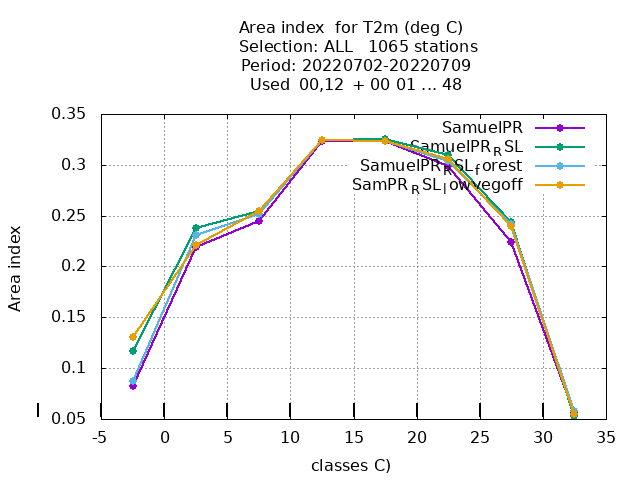 Area index  for T2m (deg C)
Selection: ALL   1065 stations
Period: 20220702-20220709
Used  00,12  + 00 01 ... 48
0.35
0.3
0.25
0.2
0.15
0.1
0.05
Area index
SamuelPR
SamuelPR_RSL
SamuelPR_RSL_forest
SamPR_RSL_lowvegoff
-5
0
5
10
15
20
25
30
35
classes C)